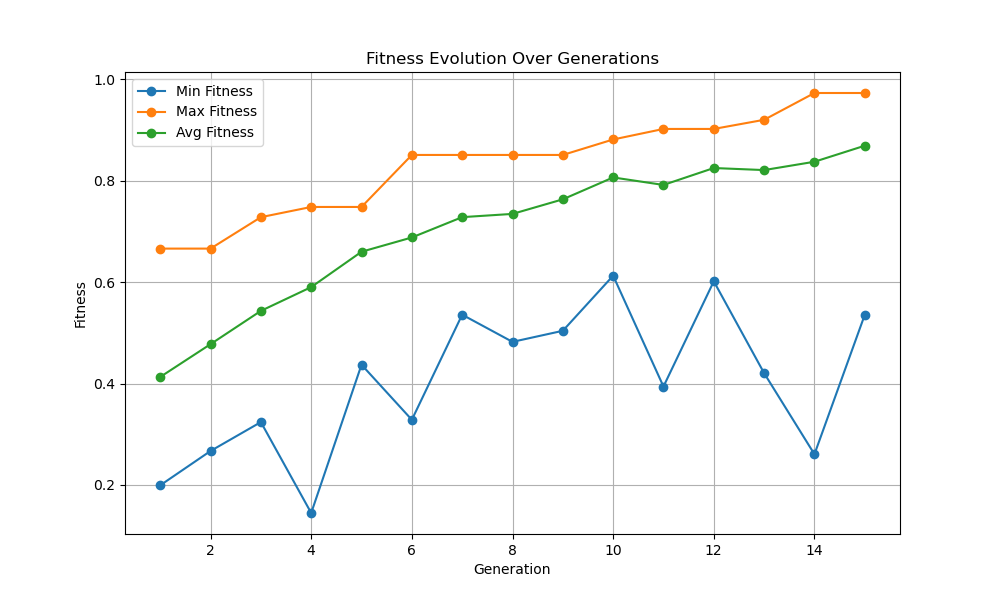 Fitness Evolution Over Generations
Min Fitness
Max Fitness
Avg Fitness
1.0
0.8
0.6
0.4
0.2
Fitness
2 4 6 8 10 12 14
Generation